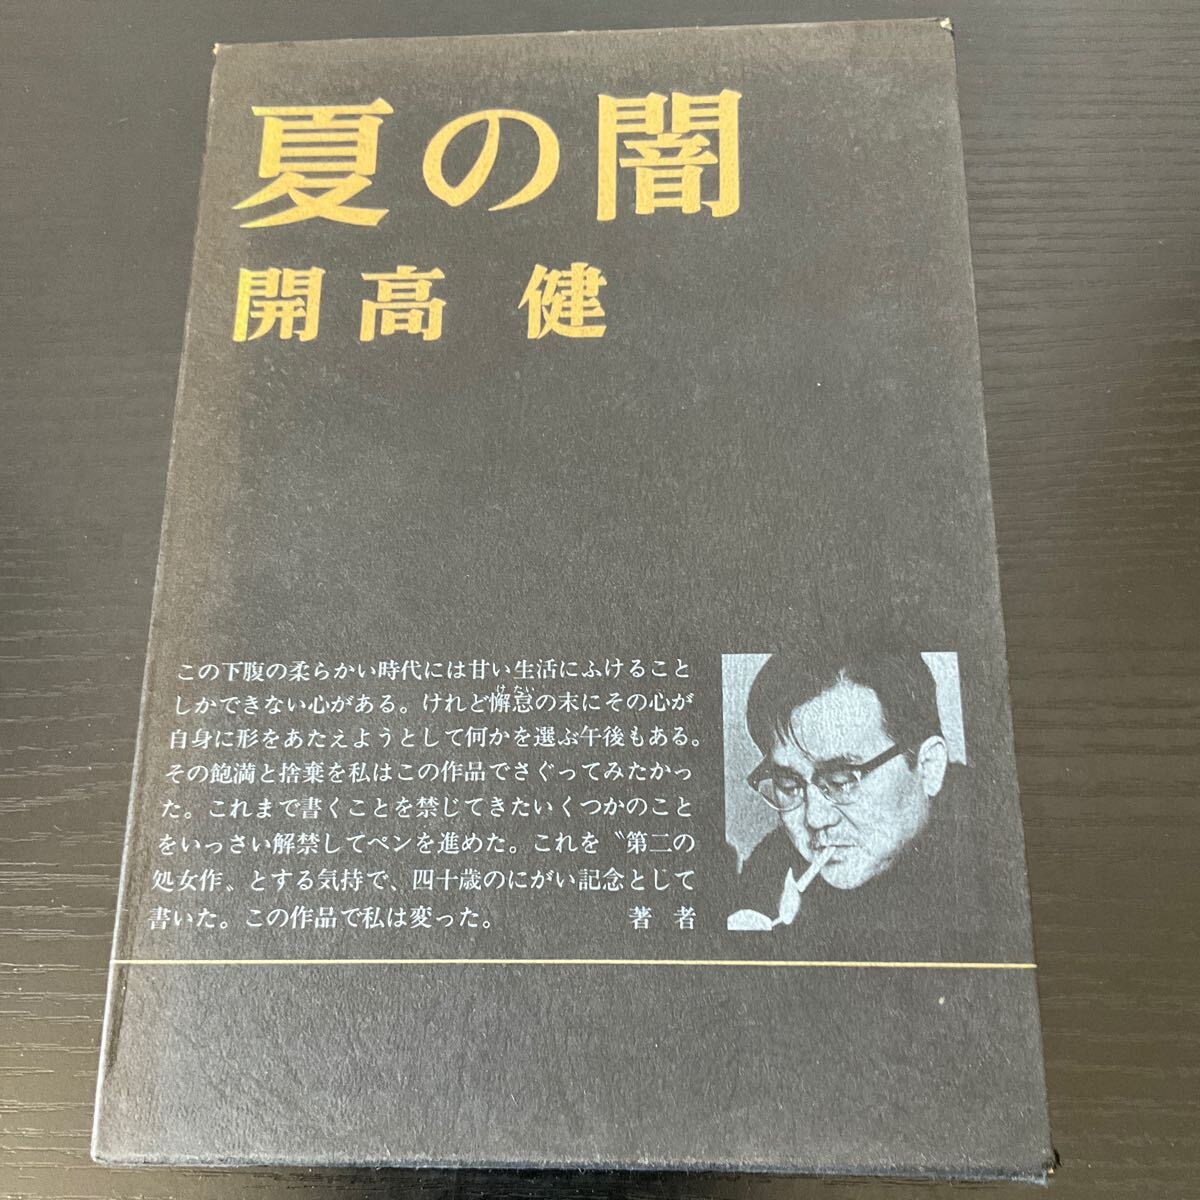 夏の闇
開高 健
この下腹の柔らかい時代には甘い生活にふけること
しかできない心がある。けれど懈怠の末にその心が
自身に形をあたえようとして何かを選ぶ午後もある。
その飽満と捨棄を私はこの作品でさぐってみたかっ
た。これまで書くことを禁じてきたいくつかのこと
をいっさい解禁してペンを進めた。これを〝第二の
処女作〟とする気持で、四十歳のにがい記念として
書いた。この作品で私は変った。 著者